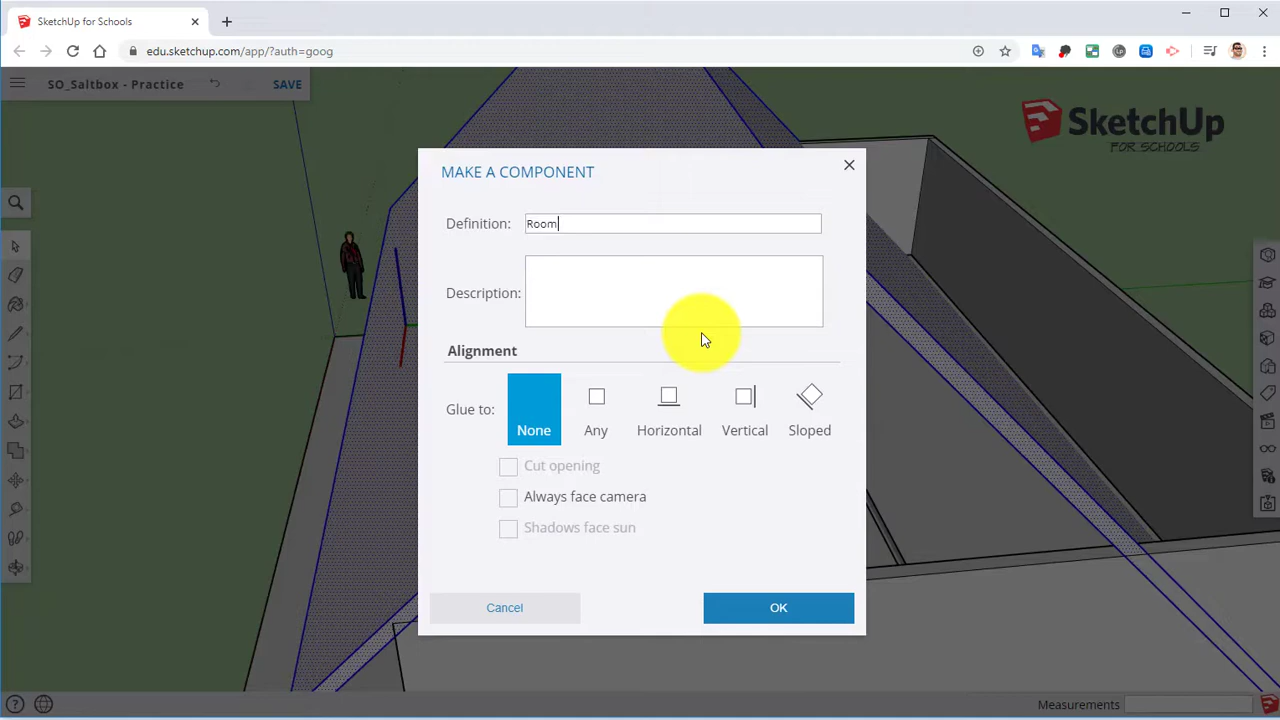 SketchUp for Schools
edu.sketchup.com/app/?auth=goog
SO_Saltbox - Practice
SAVE
SketchUp
FOR SCHOOLS
MAKE A COMPONENT
Definition: Room
Description:
Alignment
Glue to:
None
Any
Horizontal
Vertical
Sloped
Cut opening
Always face camera
Shadows face sun
Cancel
OK
Measurements